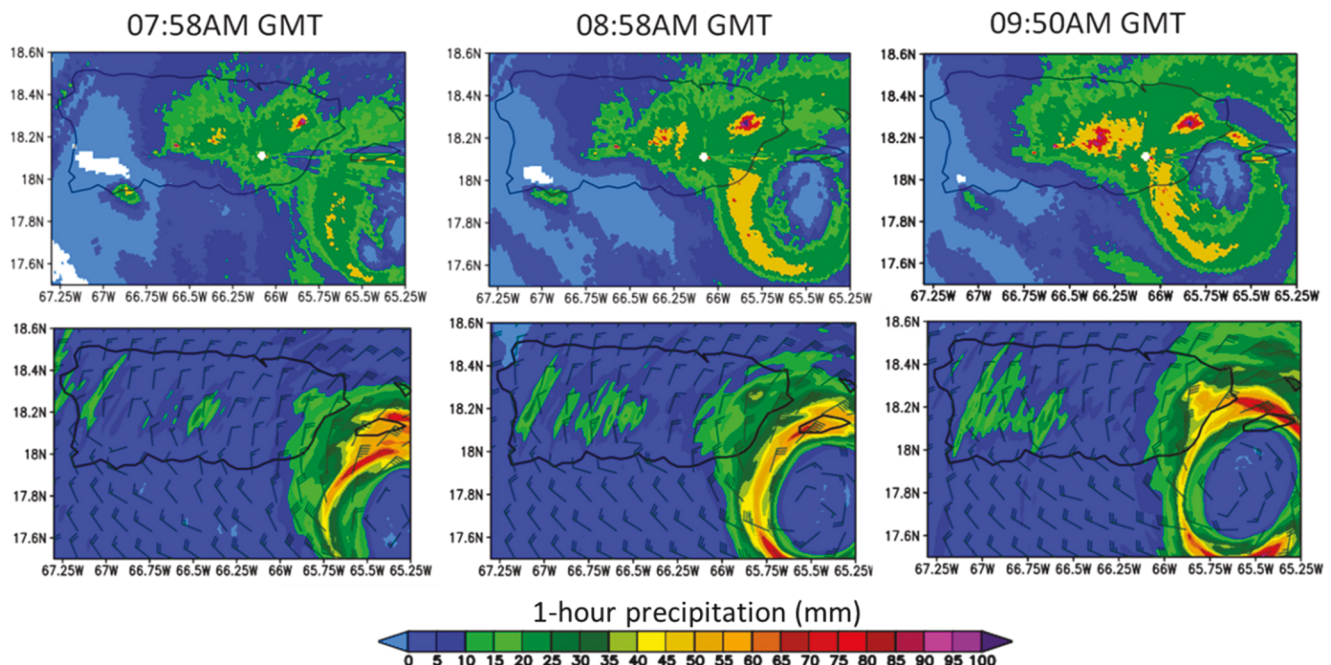 07:58AM GMT 08:58AM GMT 09:50AM GMT
18.6N 18.6N 18.6N
18.4N 18.4N 18.4N
18.2N 18.2N 18.2N
18N 18N 18N
17.8N 17.8N 17.8N
17.6N 17.6N 17.6N
67.25W 67W 66.75W 66.5W 66.25W 66W 65.75W 65.5W 65.25W 67.25W 67W 66.75W 66.5W 66.25W 66W 65.75W 65.5W 65.25W 67.25W 67W 66.75W 66.5W 66.25W 66W 65.75W 65.5W 65.25W
18.6N 18.6N 18.6N
18.4N 18.4N 18.4N
18.2N 18.2N 18.2N
18N 18N 18N
17.8N 17.8N 17.8N
17.6N 17.6N 17.6N
67.25W 67W 66.75W 66.5W 66.25W 66W 65.75W 65.5W 65.25W 67.25W 67W 66.75W 66.5W 66.25W 66W 65.75W 65.5W 65.25W 67.25W 67W 66.75W 66.5W 66.25W 66W 65.75W 65.5W 65.25W
1-hour precipitation (mm)
0 5 10 15 20 25 30 35 40 45 50 55 60 65 70 75 80 85 90 95 100